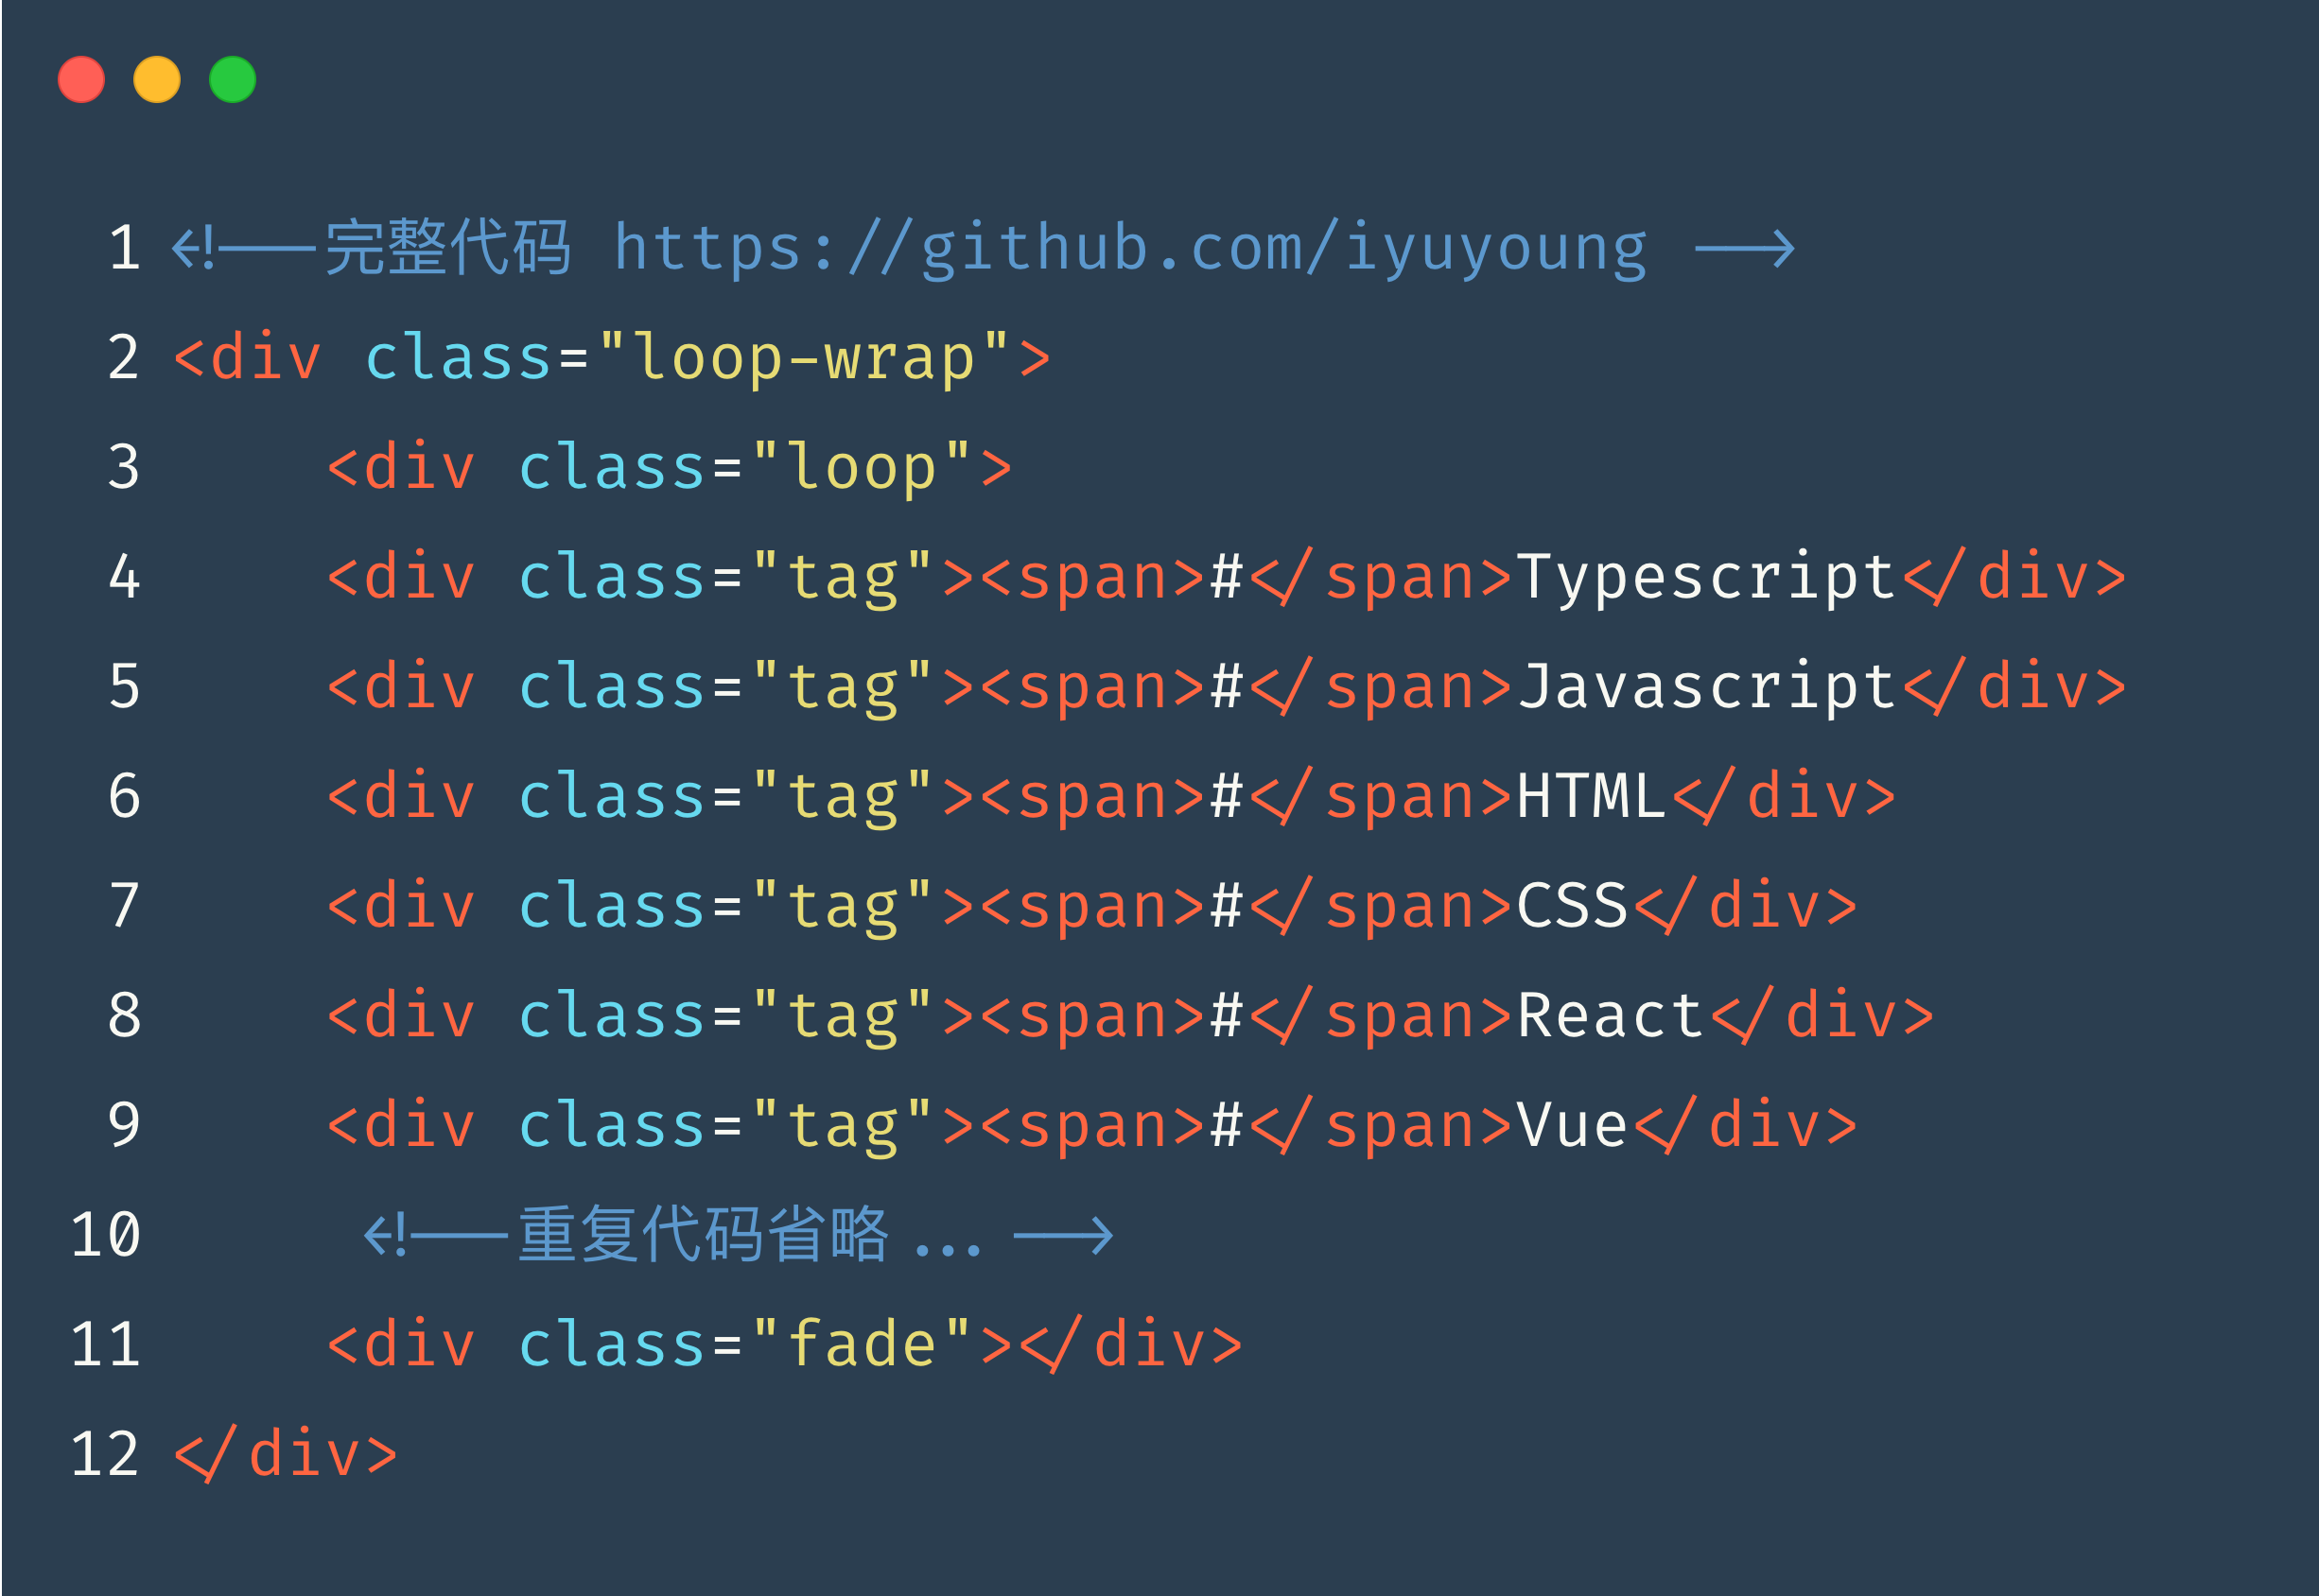 1 <!--完整代码 https://github.com/iyuyoung -->
2 <div class="loop-wrap">
3     <div class="loop">
4     <div class="tag"><span>#</span>Typescript</div>
5     <div class="tag"><span>#</span>Javascript</div>
6     <div class="tag"><span>#</span>HTML</div>
7     <div class="tag"><span>#</span>CSS</div>
8     <div class="tag"><span>#</span>React</div>
9     <div class="tag"><span>#</span>Vue</div>
10      <!--重复代码省略... -->
11     <div class="fade"></div>
12 </div>